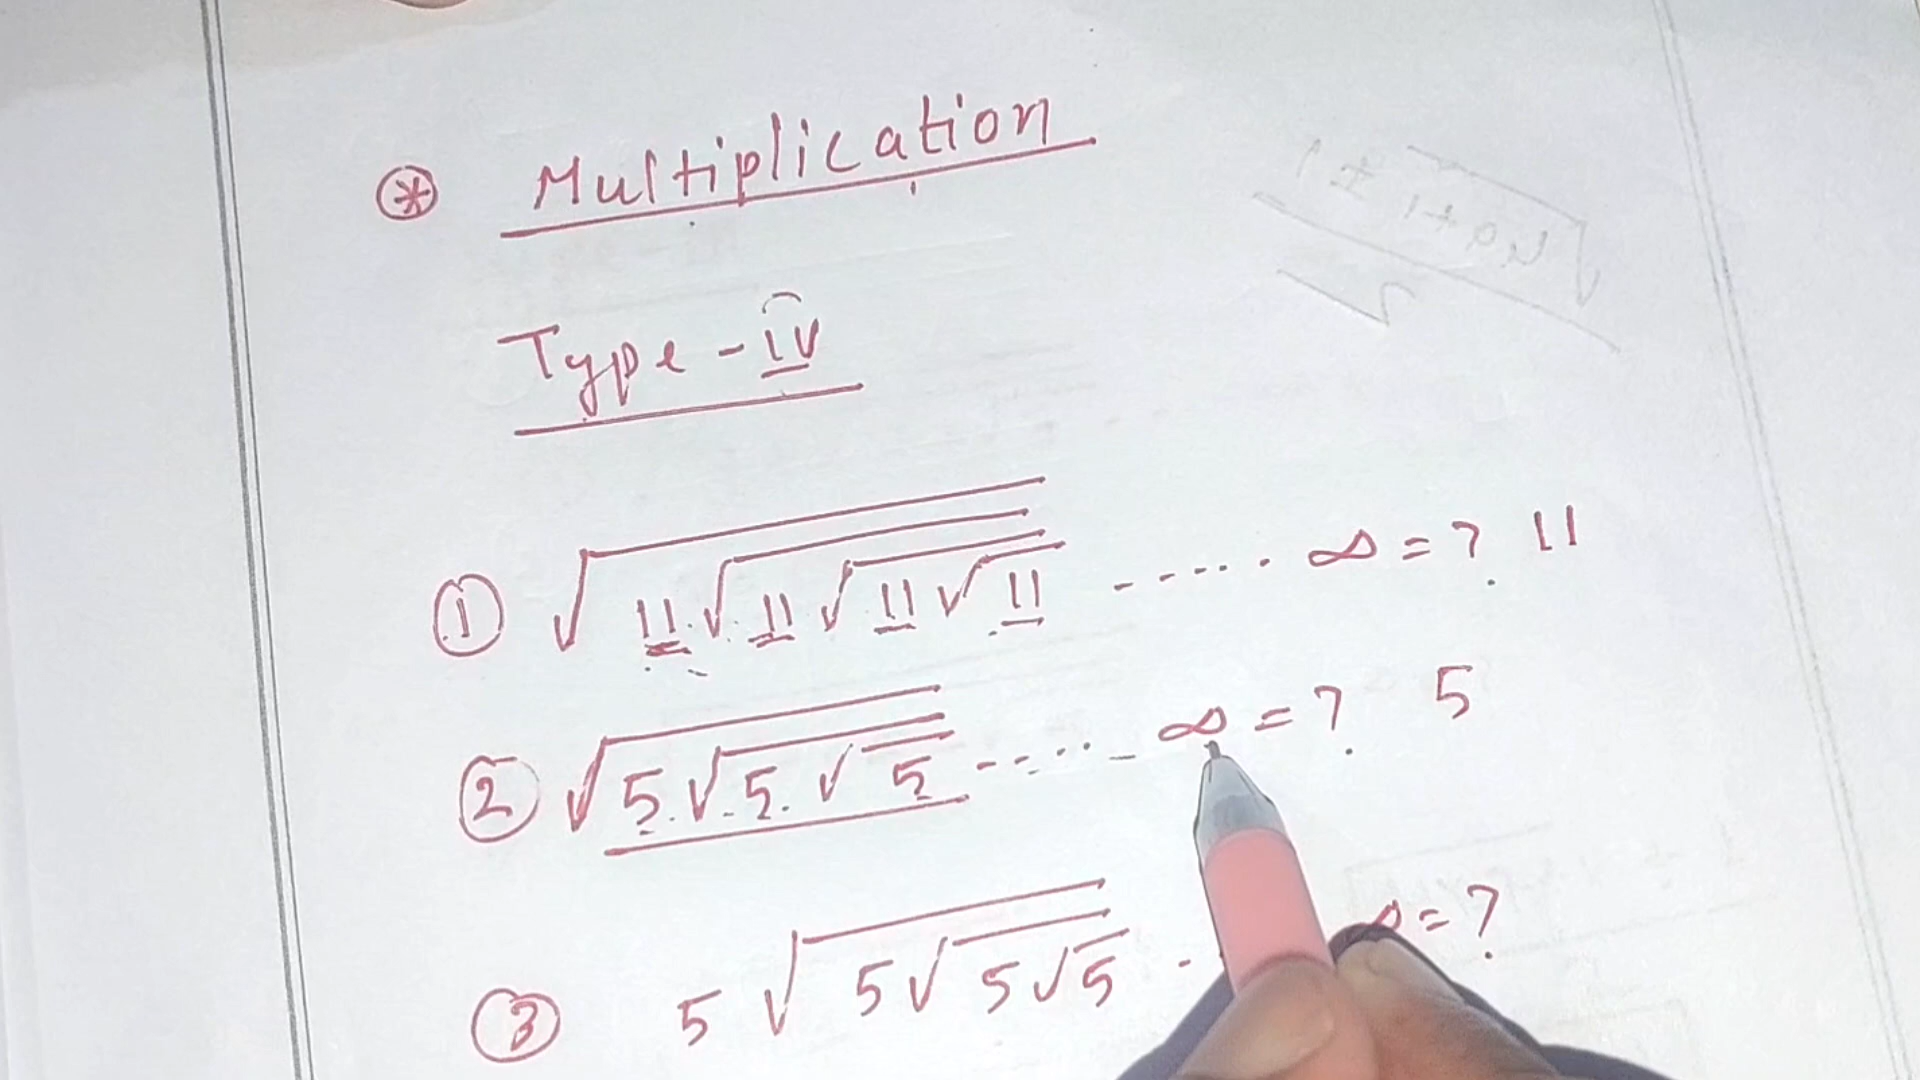 ⊛ Multiplication
Type - IV
① √11√11√11√11 ----- ∞ = ? 11
② √5√5√5 ----- ∞ = ? 5
③ 5√5√5√5 - ∞ = ?